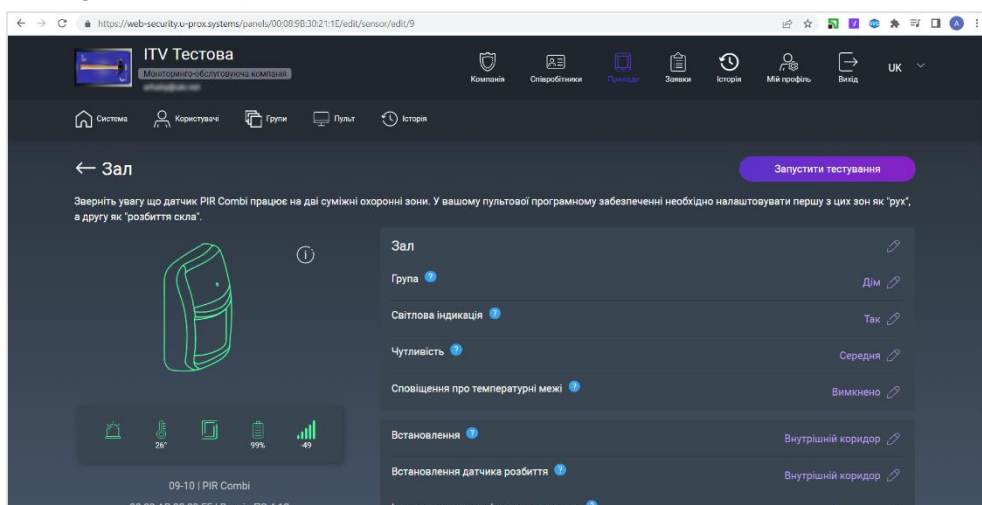 https://web-security.u-prox.systems/panels/00:08:9B:30:21:1E/edit/sensor/edit/9
ITV Тестова
Моніторинго-обслуговуюча компанія
Компанія
Співробітники
Прилади
Заявки
Історія
Мій профіль
Вихід
UK
Система
Користувачі
Групи
Пульт
Історія
← Зал
Запустити тестування
Зверніть увагу що датчик PIR Combi працює на дві суміжні охоронні зони. У вашому пультової програмному забезпеченні необхідно налаштовувати першу з цих зон як "рух",
а другу як "розбиття скла".
Зал
Група ?
Дім
Світлова індикація ?
Так
Чутливість ?
Середня
Сповіщення про температурні межі ?
Вимкнено
26°
99%
-49
Встановлення ?
Внутрішній коридор
Встановлення датчика розбиття ?
Внутрішній коридор
09-10 | PIR Combi